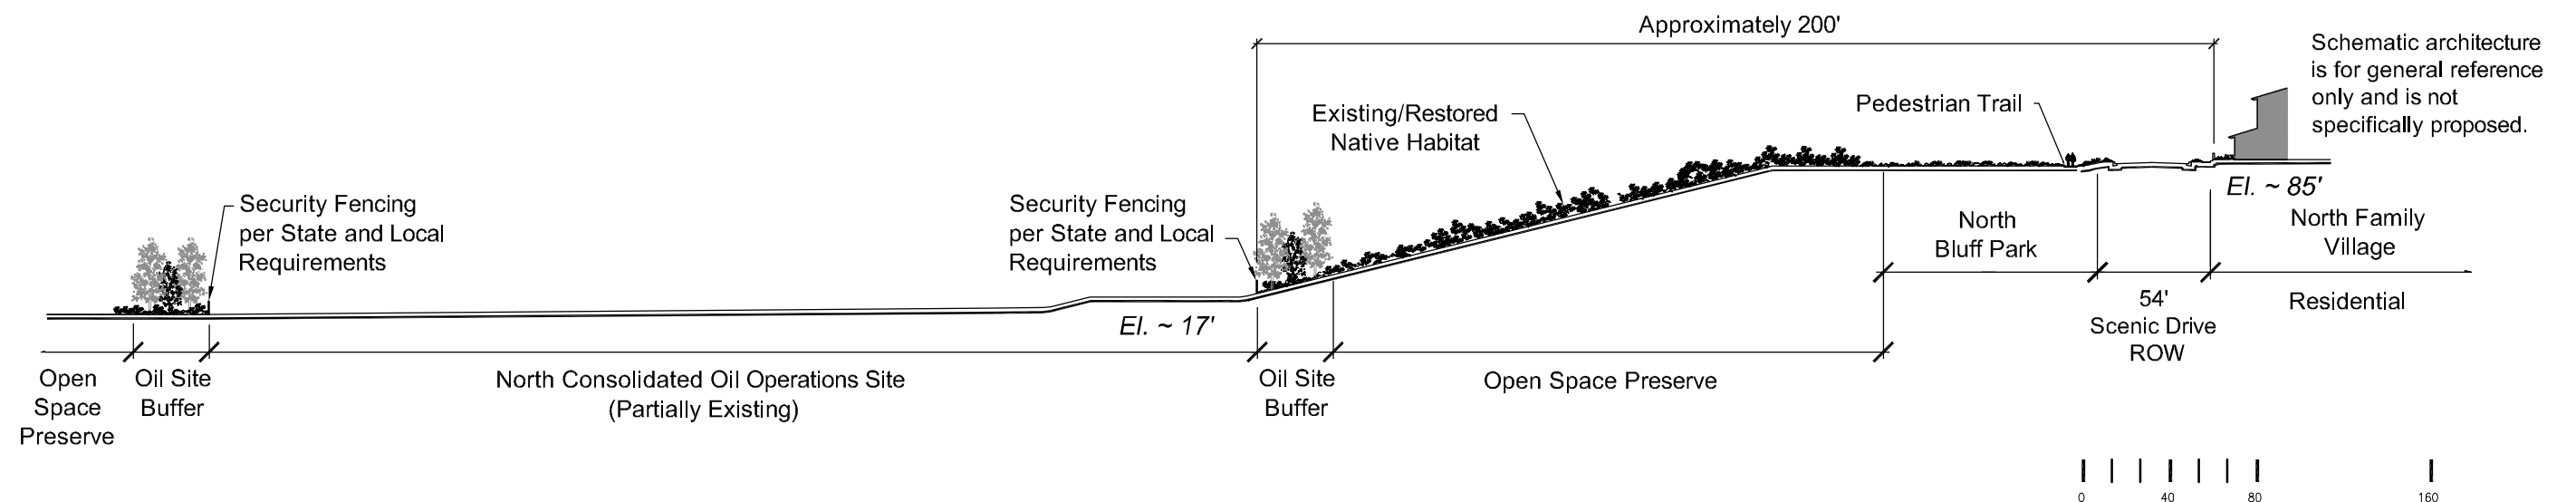 Approximately 200'
Schematic architecture
is for general reference
only and is not
specifically proposed.
Existing/Restored
Native Habitat
Pedestrian Trail
Security Fencing
per State and Local
Requirements
Security Fencing
per State and Local
Requirements
El. ~ 85'
North
Bluff Park
North Family
Village
El. ~ 17'
54'
Scenic Drive
ROW
Residential
Open
Space
Preserve
Oil Site
Buffer
North Consolidated Oil Operations Site
(Partially Existing)
Oil Site
Buffer
Open Space Preserve
0 40 80 160